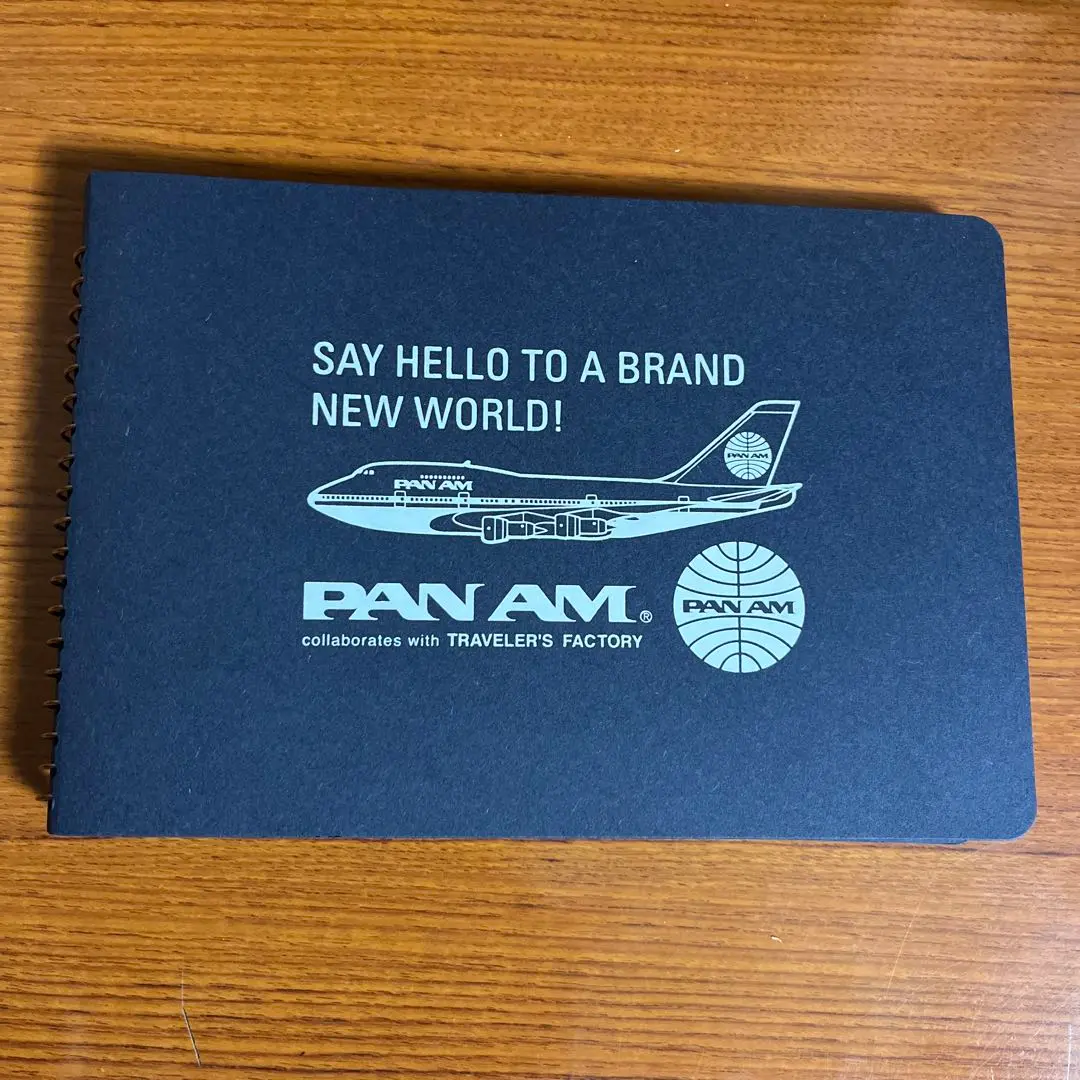 SAY HELLO TO A BRAND
NEW WORLD!
PAN AM
PAN AM
PAN AM®
collaborates with TRAVELER'S FACTORY
PAN AM